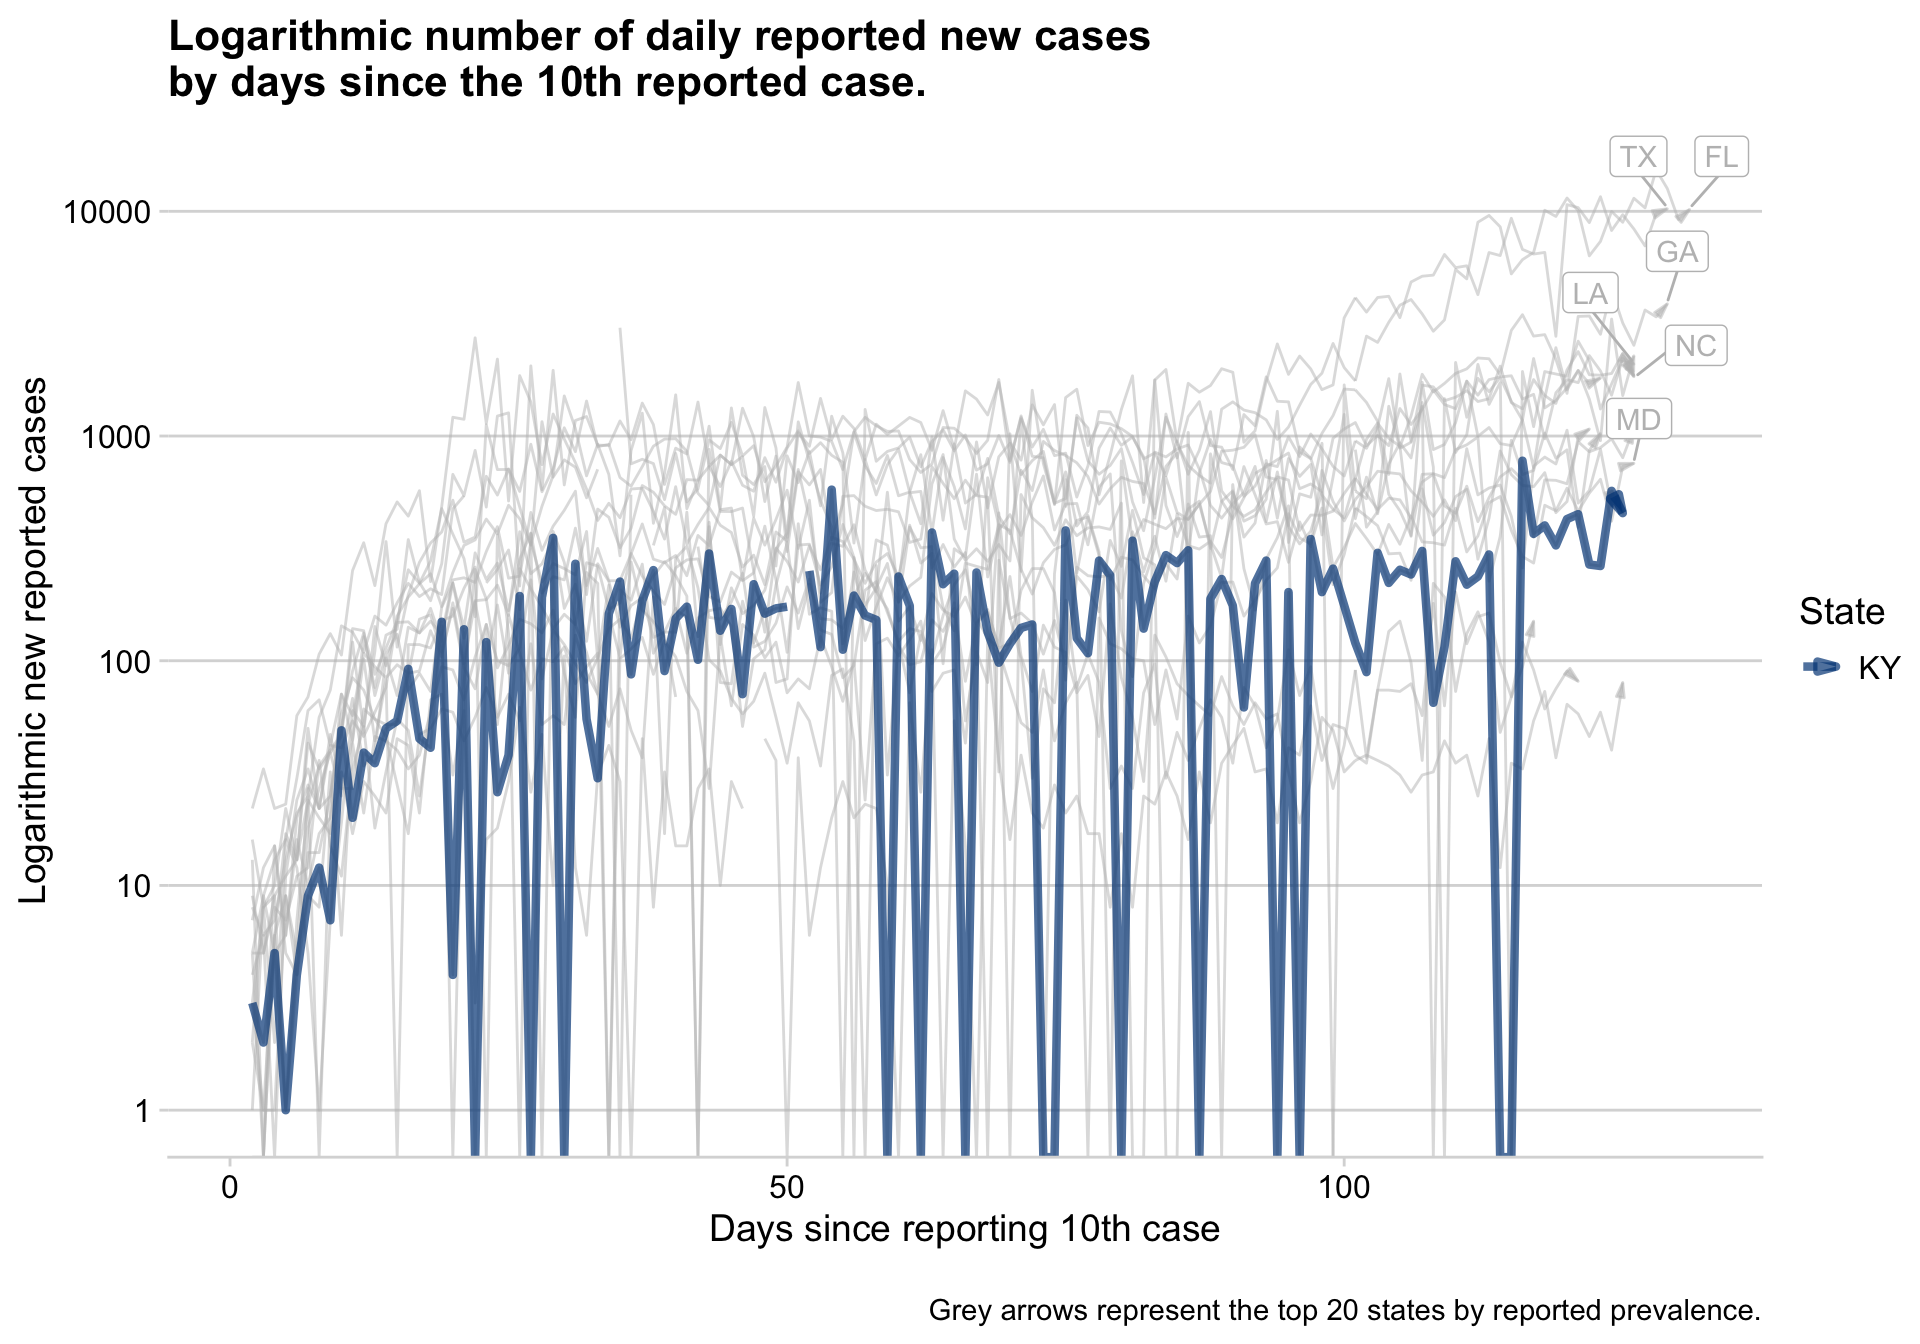 Logarithmic number of daily reported new cases
by days since the 10th reported case.
TX
FL
10000
GA
LA
NC
1000
MD
Logarithmic new reported cases
State
100
KY
10
1
0
50
100
Days since reporting 10th case
Grey arrows represent the top 20 states by reported prevalence.